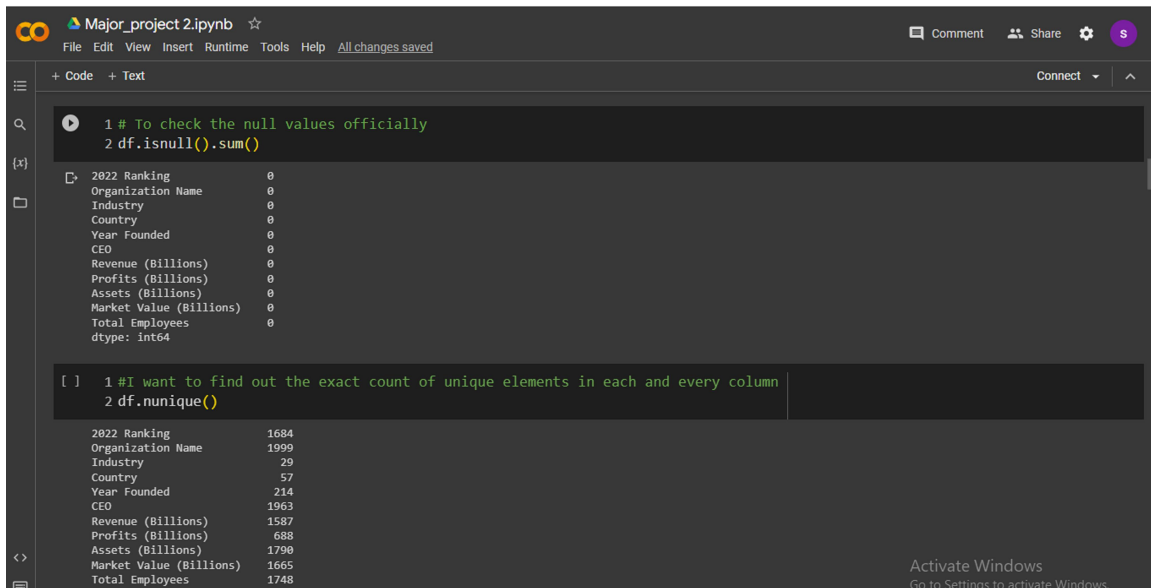 CO
Major_project 2.ipynb ☆
File Edit View Insert Runtime Tools Help All changes saved
Comment Share S
+ Code + Text
Connect
1 # To check the null values officially
2 df.isnull().sum()
2022 Ranking 0
Organization Name 0
Industry 0
Country 0
Year Founded 0
CEO 0
Revenue (Billions) 0
Profits (Billions) 0
Assets (Billions) 0
Market Value (Billions) 0
Total Employees 0
dtype: int64
{x}
[ ] 1 #I want to find out the exact count of unique elements in each and every column
2 df.nunique()
2022 Ranking 1684
Organization Name 1999
Industry 29
Country 57
Year Founded 214
CEO 1963
Revenue (Billions) 1587
Profits (Billions) 688
Assets (Billions) 1790
Market Value (Billions) 1665
Total Employees 1748
<>
Activate Windows
Go to Settings to activate Windows.